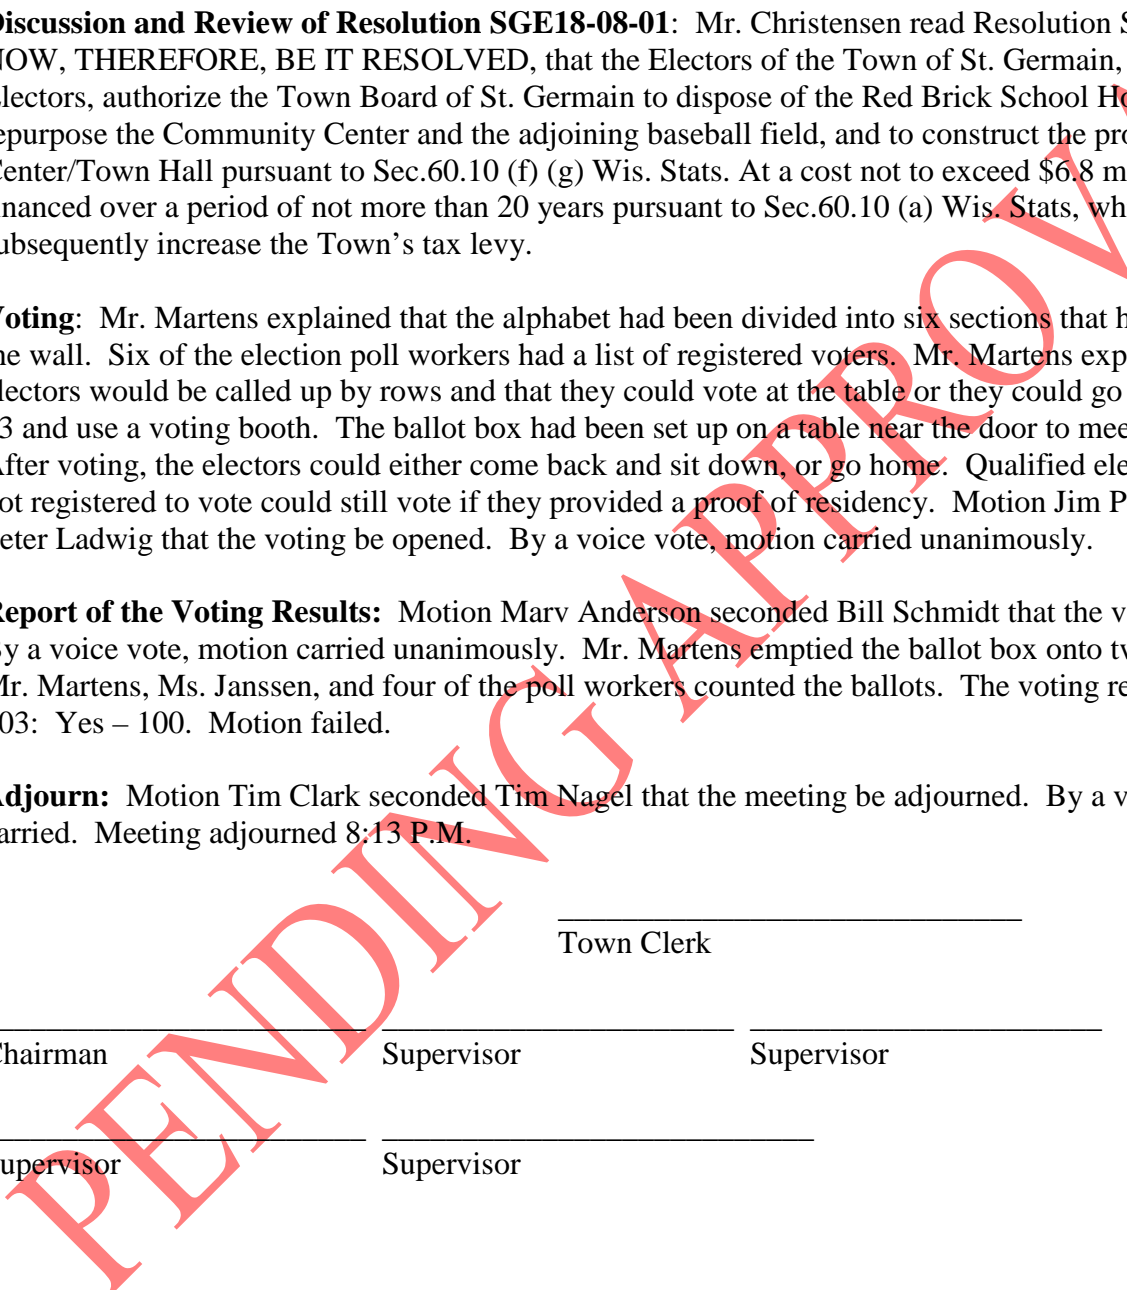 Discussion and Review of Resolution SGE18-08-01:  Mr. Christensen read Resolution S
NOW, THEREFORE, BE IT RESOLVED, that the Electors of the Town of St. Germain,
Electors, authorize the Town Board of St. Germain to dispose of the Red Brick School Ho
repurpose the Community Center and the adjoining baseball field, and to construct the pro
Center/Town Hall pursuant to Sec.60.10 (f) (g) Wis. Stats. At a cost not to exceed $6.8 m
inanced over a period of not more than 20 years pursuant to Sec.60.10 (a) Wis. Stats, wh
subsequently increase the Town's tax levy.
Voting:  Mr. Martens explained that the alphabet had been divided into six sections that h
he wall.  Six of the election poll workers had a list of registered voters.  Mr. Martens exp
electors would be called up by rows and that they could vote at the table or they could go
3 and use a voting booth.  The ballot box had been set up on a table near the door to mee
After voting, the electors could either come back and sit down, or go home.  Qualified ele
ot registered to vote could still vote if they provided a proof of residency.  Motion Jim P
eter Ladwig that the voting be opened.  By a voice vote, motion carried unanimously.
Report of the Voting Results:  Motion Marv Anderson seconded Bill Schmidt that the v
By a voice vote, motion carried unanimously.  Mr. Martens emptied the ballot box onto tw
Mr. Martens, Ms. Janssen, and four of the poll workers counted the ballots.  The voting re
03:  Yes – 100.  Motion failed.
Adjourn:  Motion Tim Clark seconded Tim Nagel that the meeting be adjourned.  By a v
arried.  Meeting adjourned 8:13 P.M.
Town Clerk
Chairman Supervisor Supervisor
upervisor Supervisor
PENDING APPROV